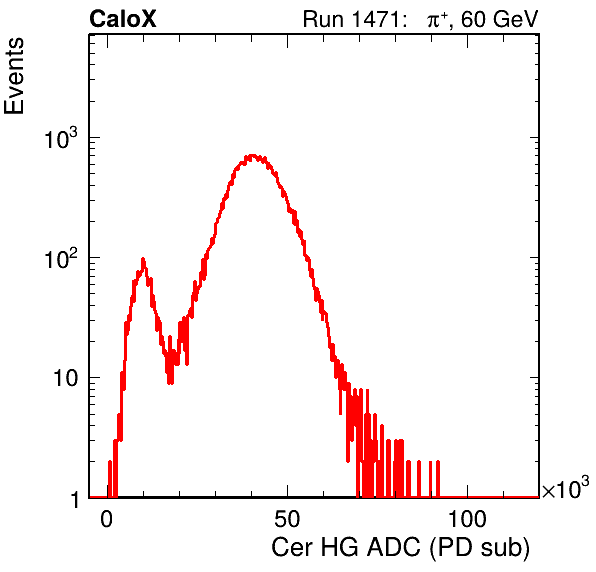 CaloX
Run 1471: π⁺, 60 GeV
Events
10³
10²
10
1
0 50 100
×10³
Cer HG ADC (PD sub)